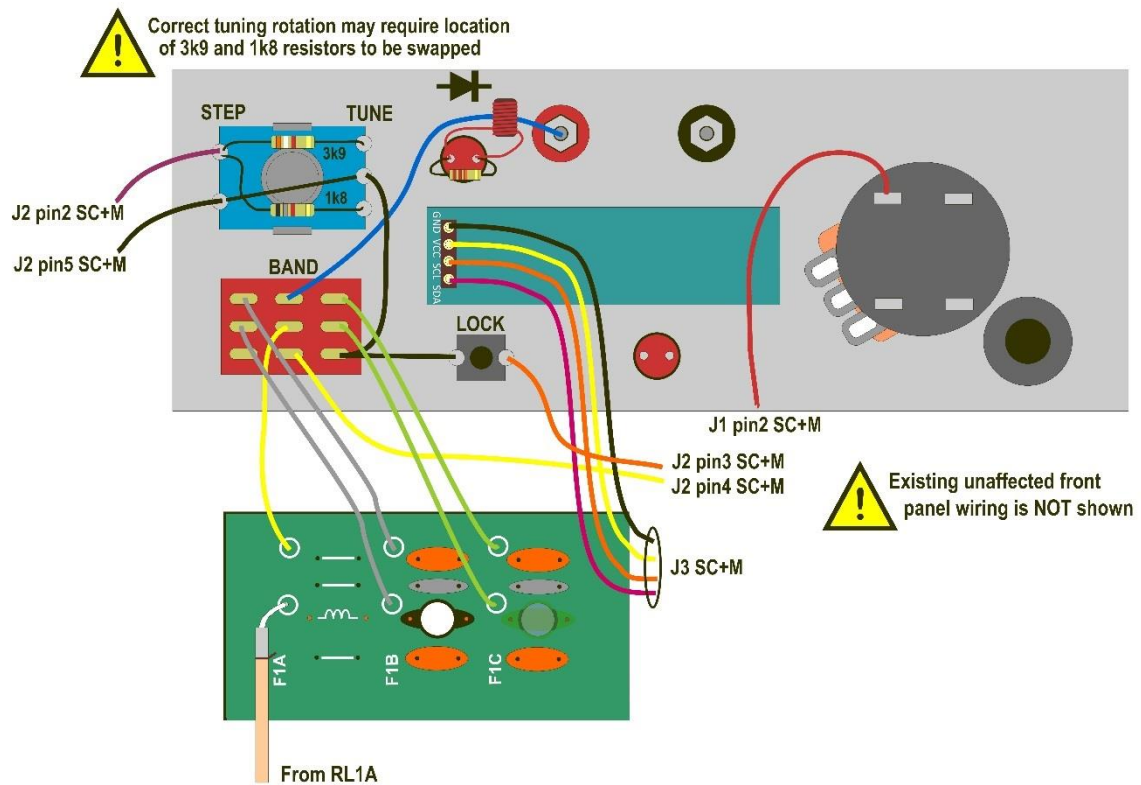 Correct tuning rotation may require location
of 3k9 and 1k8 resistors to be swapped
STEP
TUNE
3k9
1k8
J2 pin2 SC+M
J2 pin5 SC+M
BAND
GND VCC SCL SDA
LOCK
J1 pin2 SC+M
J2 pin3 SC+M
J2 pin4 SC+M
Existing unaffected front
panel wiring is NOT shown
J3 SC+M
F1A
F1B
F1C
From RL1A